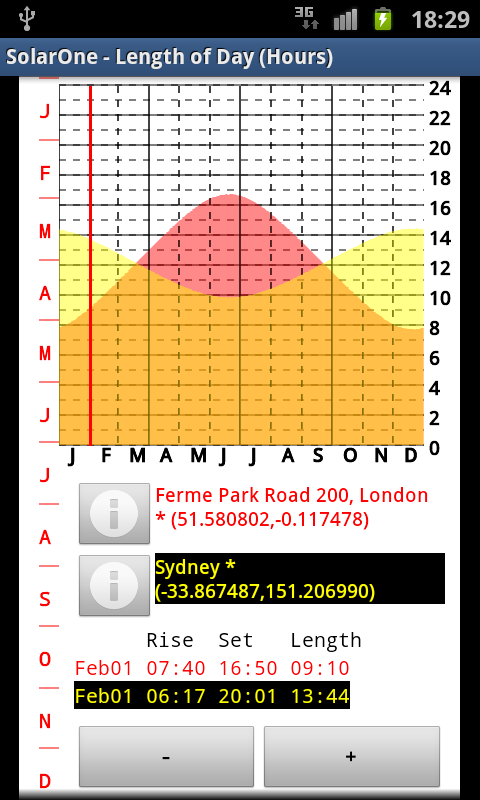 3G
18:29
SolarOne - Length of Day (Hours)
J
F
M
A
M
J
J
A
S
O
N
D
24
22
20
18
16
14
12
10
8
6
4
2
0
J F M A M J J A S O N D
Ferme Park Road 200, London
* (51.580802,-0.117478)
Sydney *
(-33.867487,151.206990)
Rise Set Length
Feb01 07:40 16:50 09:10
Feb01 06:17 20:01 13:44
- +